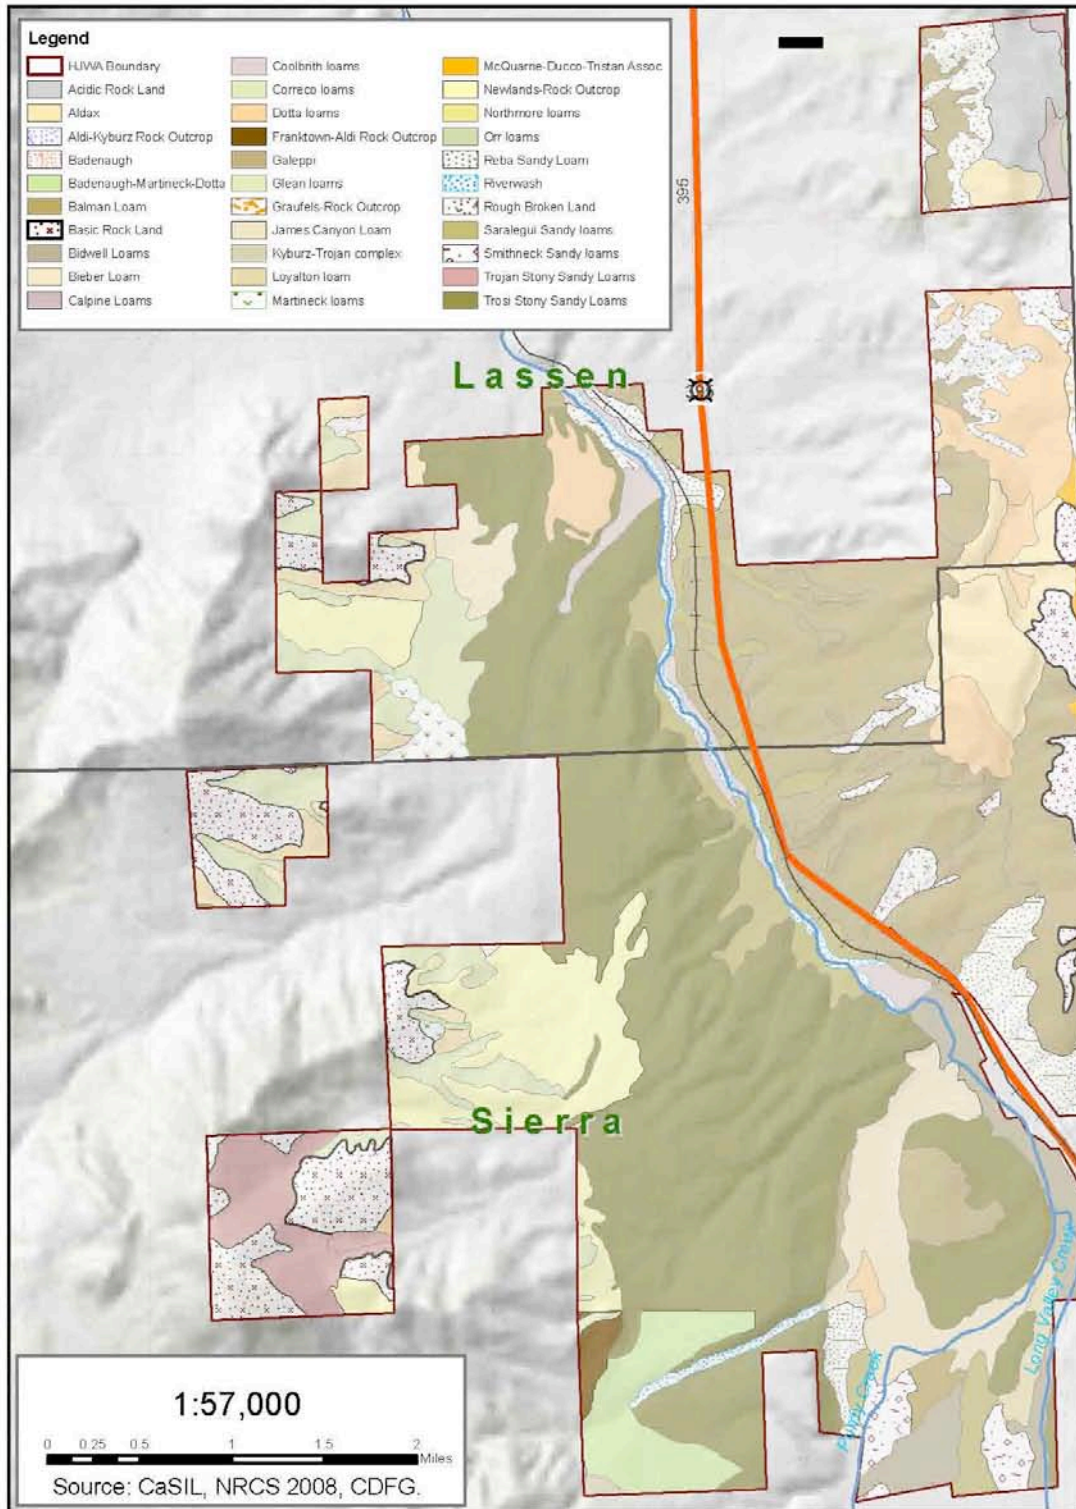 Legend
HJWA Boundary
Acidic Rock Land
Aldax
Aldi-Kyburz Rock Outcrop
Badenaugh
Badenaugh-Martineck-Dotta
Balman Loam
Basic Rock Land
Bidwell Loams
Bieber Loam
Calpine Loams
Coolbrith loams
Correco loams
Dotta loams
Franktown-Aldi Rock Outcrop
Galeppi
Glean loams
Graufels-Rock Outcrop
James Canyon Loam
Kyburz-Trojan complex
Loyalton loam
Martineck loams
McQuarrie-Ducco-Tristan Assoc
Newlands-Rock Outcrop
Northmore loams
Orr loams
Reba Sandy Loam
Riverwash
Rough Broken Land
Saralegui Sandy loams
Smithneck Sandy loams
Trojan Stony Sandy Loams
Trosi Stony Sandy Loams
395
Lassen
Sierra
Long Valley Creek
Creek
1:57,000
0 0.25 0.5 1 1.5 2
Miles
Source: CaSIL, NRCS 2008, CDFG.